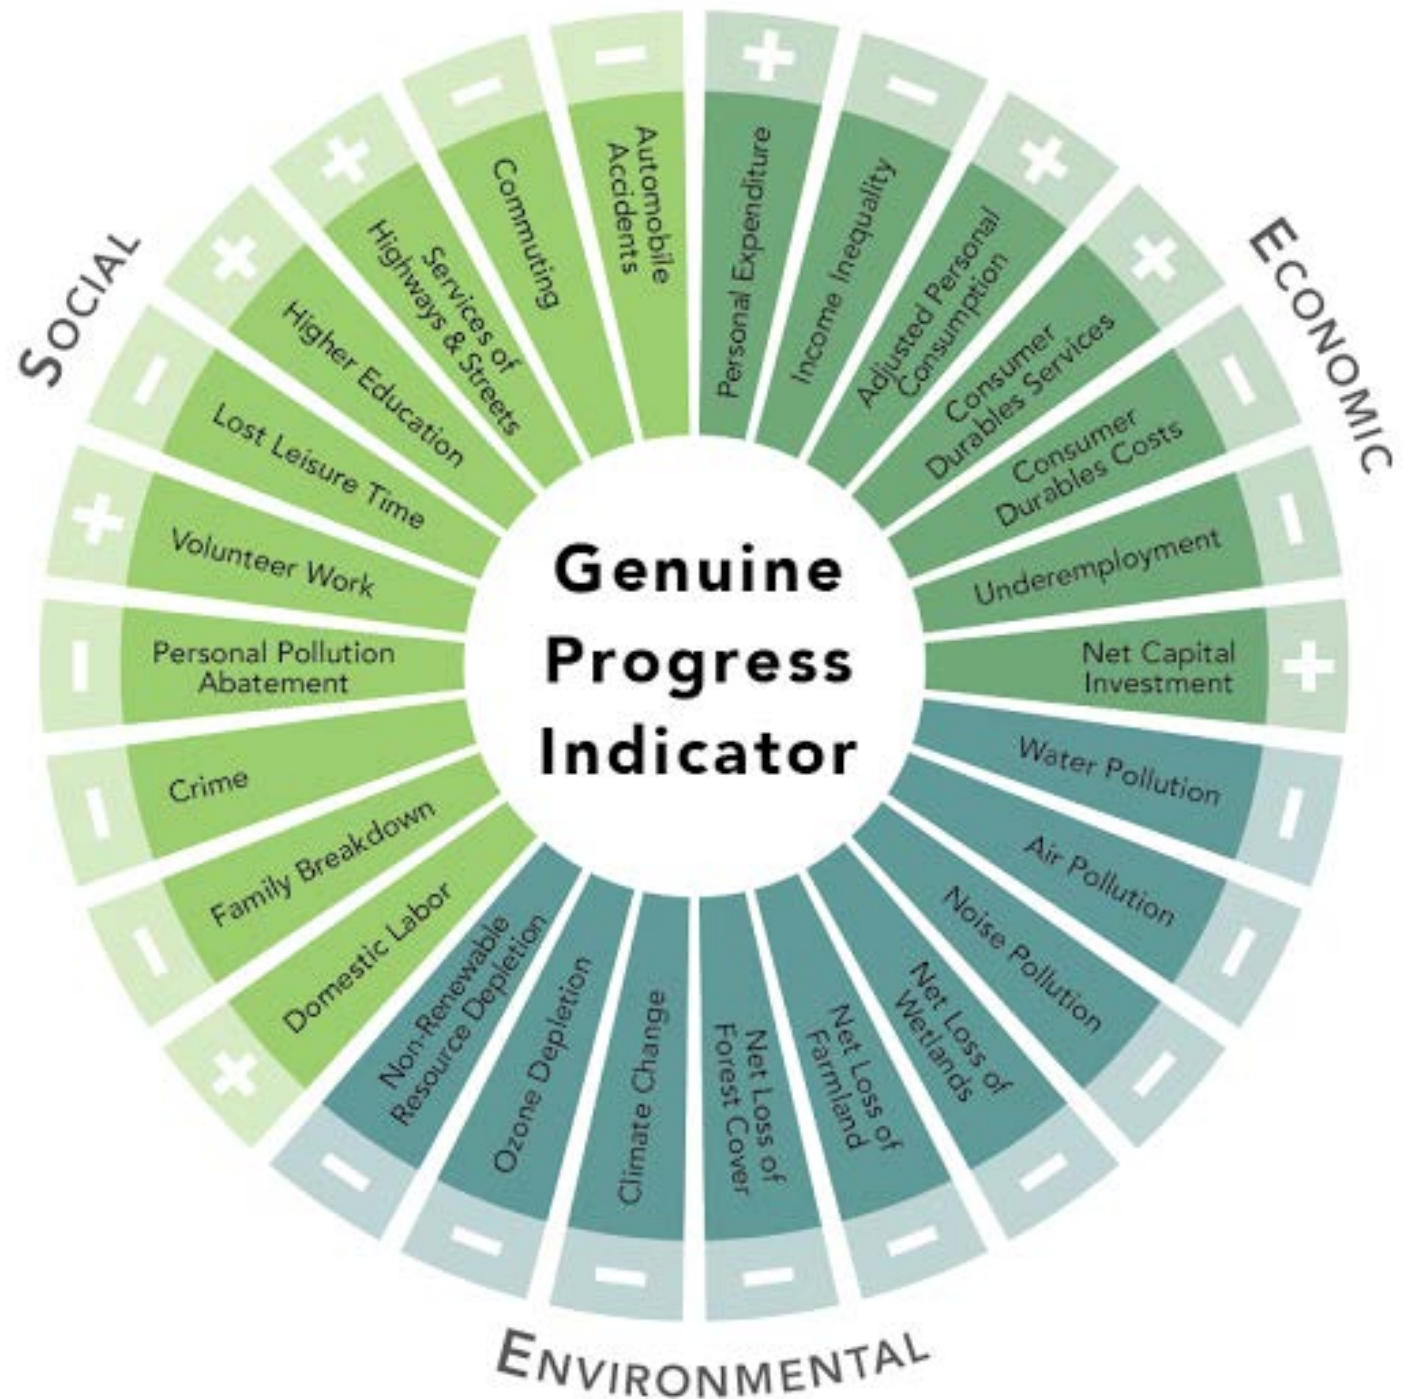 Genuine
Progress
Indicator
ECONOMIC
+
Personal Expenditure
−
Income Inequality
+
Adjusted Personal
Consumption
+
Consumer
Durables Services
−
Consumer
Durables Costs
−
Underemployment
+
Net Capital
Investment
ENVIRONMENTAL
−
Water Pollution
−
Air Pollution
−
Noise Pollution
−
Net Loss of
Wetlands
−
Net Loss of
Farmland
−
Net Loss of
Forest Cover
−
Climate Change
−
Ozone Depletion
−
Non-Renewable
Resource Depletion
SOCIAL
+
Domestic Labor
−
Family Breakdown
−
Crime
−
Personal Pollution
Abatement
+
Volunteer Work
−
Lost Leisure Time
+
Higher Education
+
Services of
Highways & Streets
−
Commuting
−
Automobile
Accidents